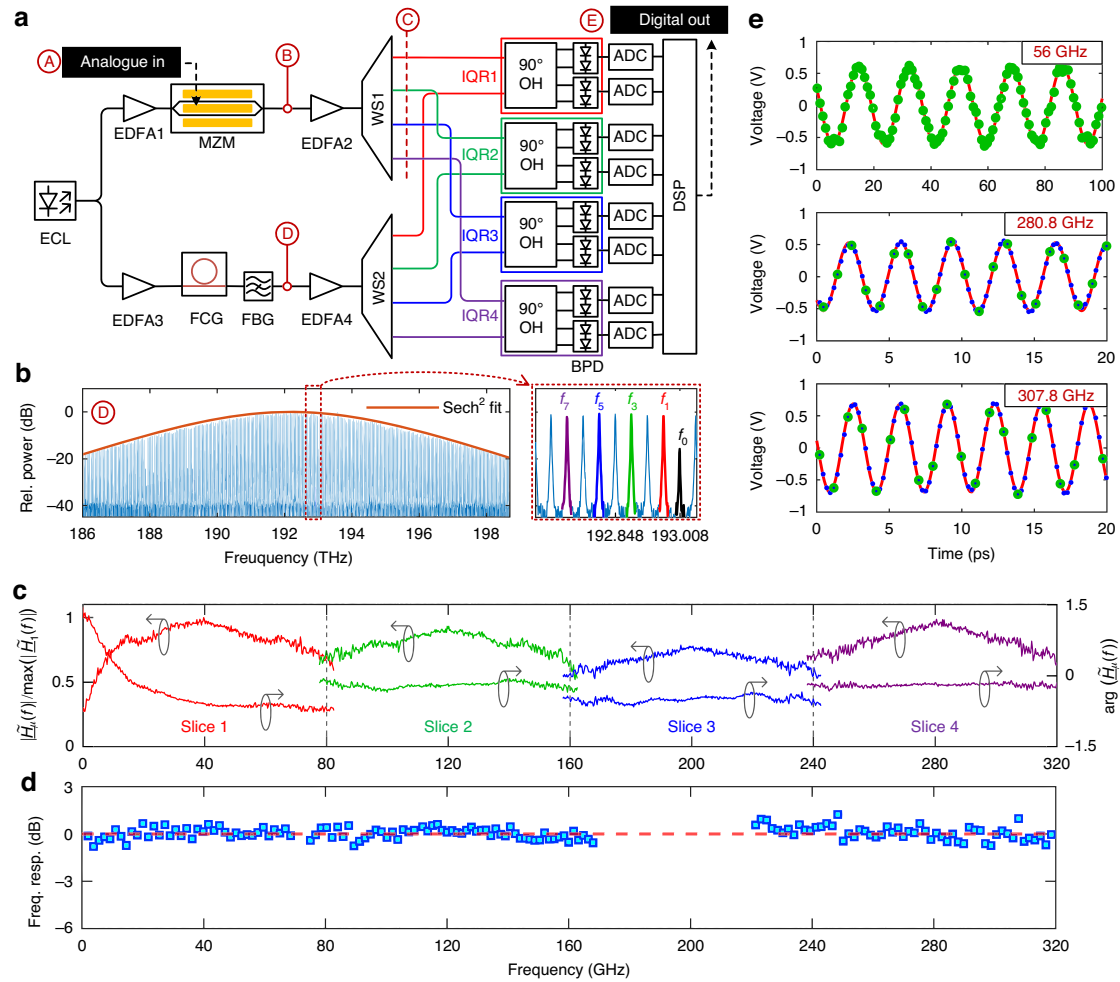 a
A
Analogue in
B
C
E
Digital out
EDFA1
MZM
EDFA2
WS1
IQR1
90°
OH
ADC
ADC
IQR2
90°
OH
ADC
ADC
DSP
ECL
IQR3
90°
OH
ADC
ADC
D
WS2
EDFA3
FCG
FBG
EDFA4
IQR4
90°
OH
ADC
ADC
BPD
b
D
Sech² fit
Rel. power (dB)
0
−20
−40
186
188
190
192
194
196
198
Freuquency (THz)
f₇
f₅
f₃
f₁
f₀
192.848
193.008
c
|H̲̃μ(f)|/max(|H̲̃₁(f)|)
1
0.5
0
Slice 1
Slice 2
Slice 3
Slice 4
1.5
0
−1.5
arg (H̲̃μ(f))
0
40
80
120
160
200
240
280
320
d
Freq. resp. (dB)
3
0
−3
−6
0
40
80
120
160
200
240
280
320
Frequency (GHz)
e
56 GHz
Voltage (V)
1
0.5
0
−0.5
−1
0
20
40
60
80
100
280.8 GHz
Voltage (V)
1
0.5
0
−0.5
−1
0
5
10
15
20
307.8 GHz
Voltage (V)
1
0.5
0
−0.5
−1
0
5
10
15
20
Time (ps)